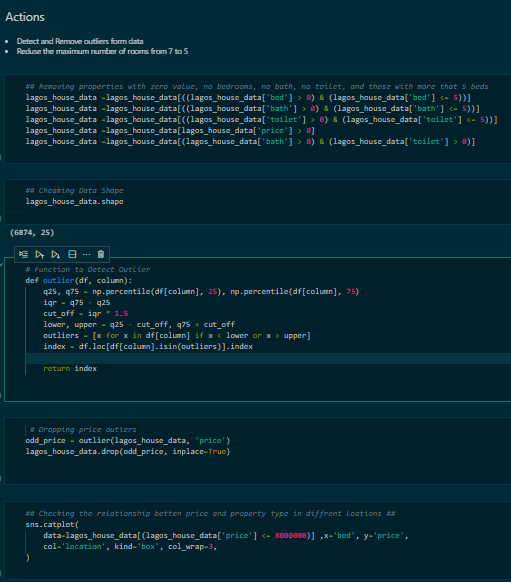 Actions
• Detect and Remove outliers form data
• Reduse the maximum number of rooms from 7 to 5
## Removing properties with zero value, no bedrooms, no bath, no toilet, and those with more that 5 beds
lagos_house_data =lagos_house_data[((lagos_house_data['bed'] > 0) & (lagos_house_data['bed'] <= 5))]
lagos_house_data =lagos_house_data[((lagos_house_data['bath'] > 0) & (lagos_house_data['bath'] <= 5))]
lagos_house_data =lagos_house_data[((lagos_house_data['toilet'] > 0) & (lagos_house_data['toilet'] <= 5))]
lagos_house_data =lagos_house_data[lagos_house_data['price'] > 0]
lagos_house_data =lagos_house_data[(lagos_house_data['bath'] > 0) & (lagos_house_data['toilet'] > 0)]
## Cheaking Data Shape
lagos_house_data.shape
(6874, 25)
# Function to Detect Outlier
def outlier(df, column):
q25, q75 = np.percentile(df[column], 25), np.percentile(df[column], 75)
iqr = q75 - q25
cut_off = iqr * 1.5
lower, upper = q25 - cut_off, q75 + cut_off
outliers = [x for x in df[column] if x < lower or x > upper]
index = df.loc[df[column].isin(outliers)].index
return index
# Dropping price outiers
odd_price = outlier(lagos_house_data, 'price')
lagos_house_data.drop(odd_price, inplace=True)
## Checking the relationship betten price and property type in diffrent loations ##
sns.catplot(
data=lagos_house_data[(lagos_house_data['price'] <= 8000000)] ,x='bed', y='price',
col='location', kind='box', col_wrap=3,
)